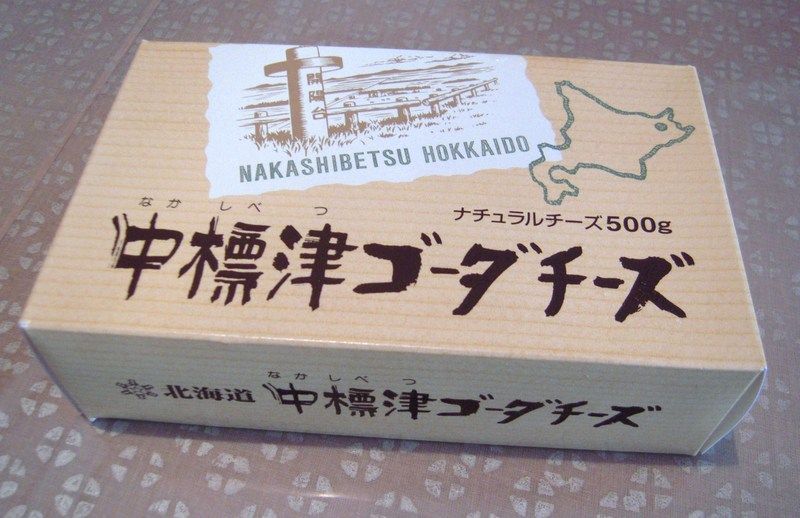 開陽台
NAKASHIBETSU HOKKAIDO
ナチュラルチーズ500g
なかしべつ
中標津ゴーダチーズ
なかしべつ
北海道 中標津ゴーダチーズ